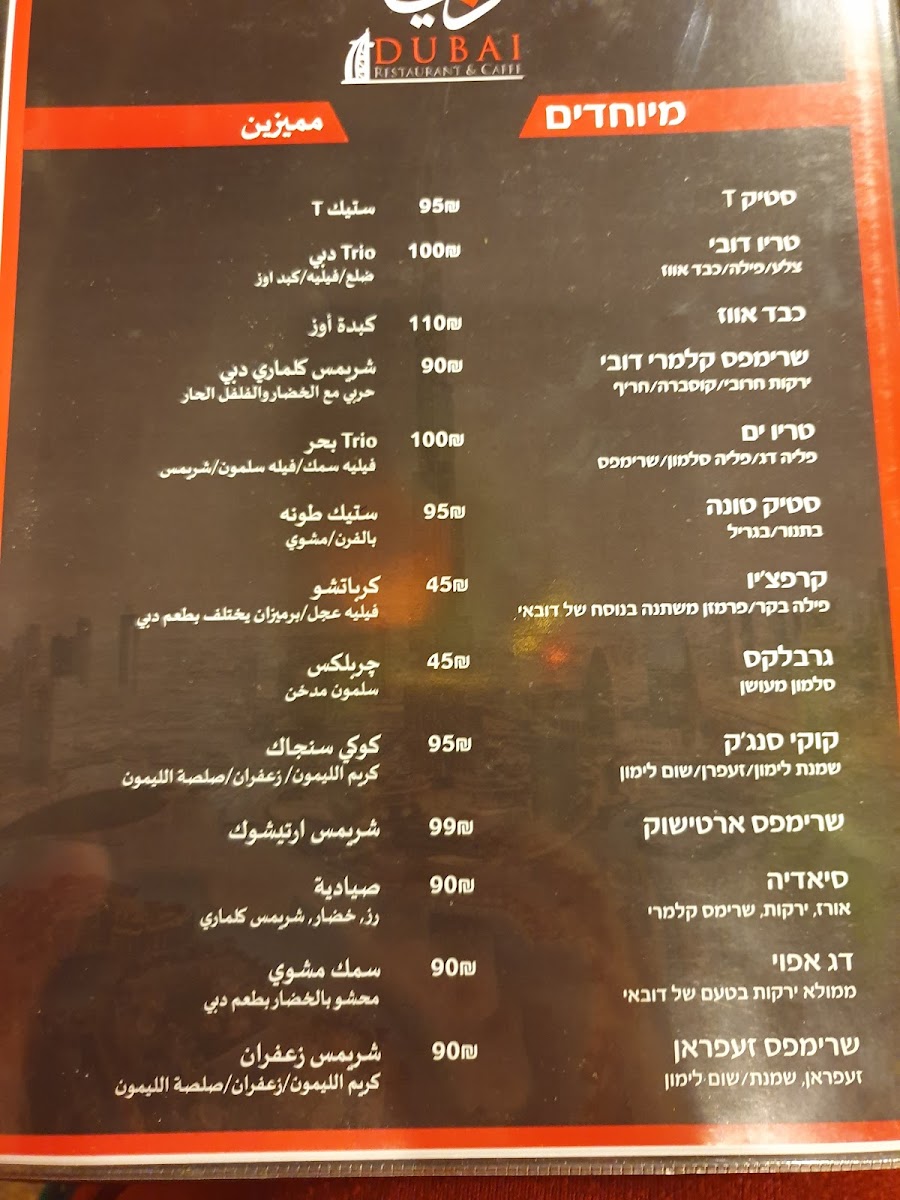 DUBAI
RESTAURANT & CAFFE
מיוחדים
مميزين
סטיק T
95₪
ستيك T
טריו דובי
100₪
Trio دبي
צלע/פילה/כבד אווז
ضلع/فيليه/كبد اوز
כבד אווז
110₪
كبدة أوز
שרימפס קלמרי דובי
90₪
شريمس كلماري دبي
ירקות חרובי/קוסברה/חריף
حربي مع الخضار والفلفل الحار
טריו ים
100₪
Trio بحر
פליה דג/פליה סלמון/שרימפס
فيليه سمك/فيله سلمون/شريمس
סטיק טונה
95₪
ستيك طونه
בתנור/בגריל
بالفرن/مشوي
קרפצ'יו
45₪
كرباتشو
פילה בקר/פרמזן משתנה בנוסח של דובאי
فيليه عجل/برميزان يختلف بطعم دبي
גרבלקס
45₪
چربلكس
סלמון מעושן
سلمون مدخن
קוקי סנג'ק
95₪
كوكي سنجاك
שמנת לימון/זעפרן/שום לימון
كريم الليمون/ زعفران/صلصة الليمون
שרימפס ארטישוק
99₪
شريمس ارتيشوك
סיאדיה
90₪
صيادية
אורז, ירקות, שרימס קלמרי
رز, خضار, شريمس كلماري
דג אפוי
90₪
سمك مشوي
ממולא ירקות בטעם של דובאי
محشو بالخضار بطعم دبي
שרימפס זעפראן
90₪
شريمس زعفران
זעפראן, שמנת/שום לימון
كريم الليمون/زعفران/صلصة الليمون